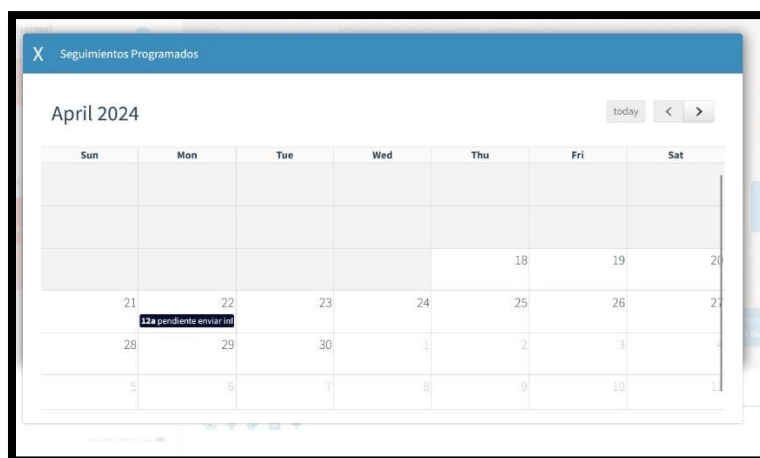 X Seguimientos Programados
April 2024 today < >
Sun Mon Tue Wed Thu Fri Sat
18 19 20
21 22 23 24 25 26 27
12a pendiente enviar inf
28 29 30 1 2 3 4
5 6 7 8 9 10 11